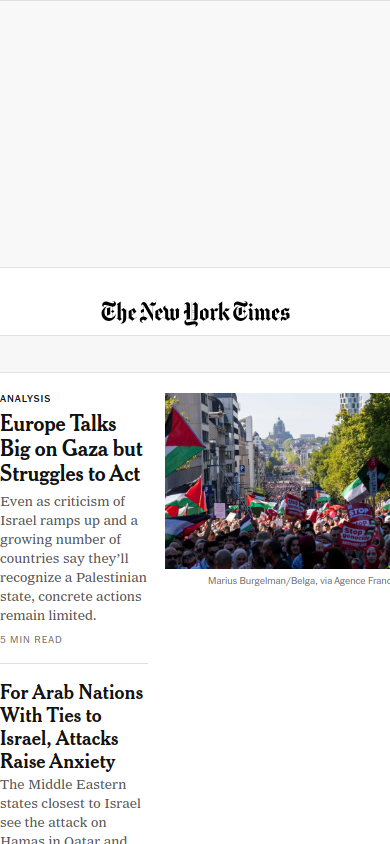 The New York Times
ANALYSIS
Europe Talks
Big on Gaza but
Struggles to Act
Even as criticism of
Israel ramps up and a
growing number of
countries say they’ll
recognize a Palestinian
state, concrete actions
remain limited.
5 MIN READ
STOP
genocide
Marius Burgelman/Belga, via Agence Franc
For Arab Nations
With Ties to
Israel, Attacks
Raise Anxiety
The Middle Eastern
states closest to Israel
see the attack on
Hamas in Qatar and